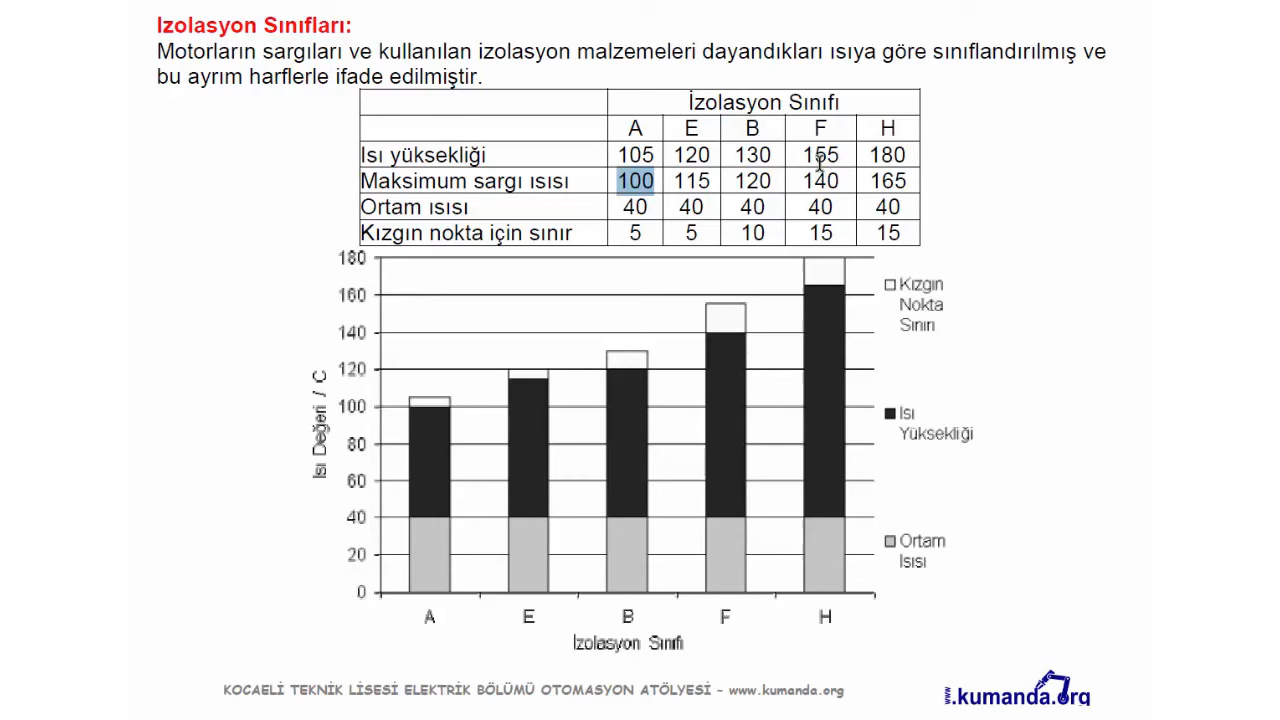 Izolasyon Sınıfları:
Motorların sargıları ve kullanılan izolasyon malzemeleri dayandıkları ısıya göre sınıflandırılmış ve
bu ayrım harflerle ifade edilmiştir.
İzolasyon Sınıfı
A E B F H
Isı yüksekliği 105 120 130 155 180
Maksimum sargı ısısı 100 115 120 140 165
Ortam ısısı 40 40 40 40 40
Kızgın nokta için sınır 5 5 10 15 15
180
160
140
120
100
80
60
40
20
0
Isı Değeri / C
A E B F H
İzolasyon Sınıfı
Kızgın
Nokta
Sınırı
Isı
Yüksekliği
Ortam
Isısı
KOCAELİ TEKNİK LİSESİ ELEKTRİK BÖLÜMÜ OTOMASYON ATÖLYESİ - www.kumanda.org
www.kumanda.org